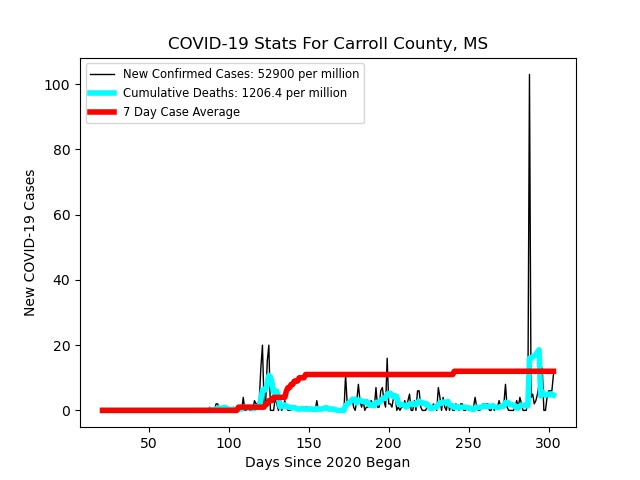 COVID-19 Stats For Carroll County, MS
New Confirmed Cases: 52900 per million
Cumulative Deaths: 1206.4 per million
7 Day Case Average
100
80
60
40
20
0
New COVID-19 Cases
50 100 150 200 250 300
Days Since 2020 Began